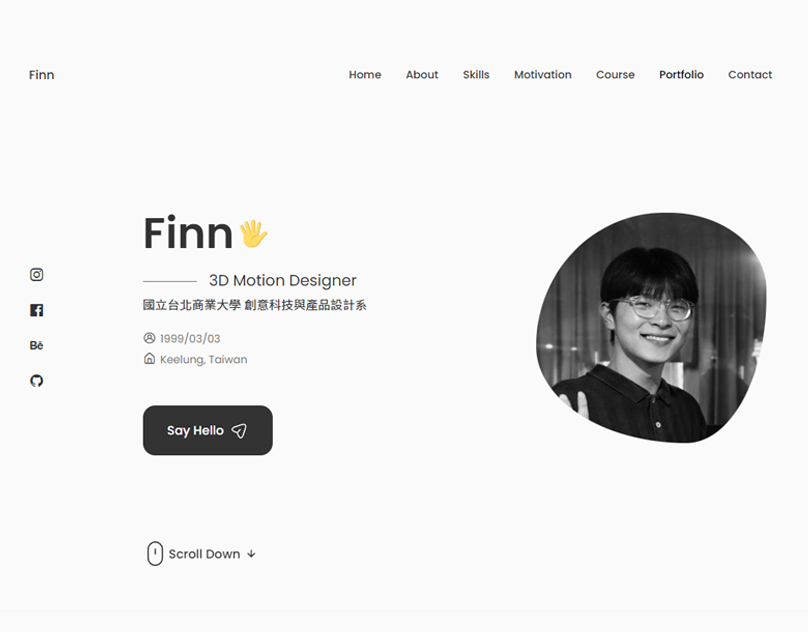 Finn
Home About Skills Motivation Course Portfolio Contact
Finn
3D Motion Designer
國立台北商業大學 創意科技與產品設計系
1999/03/03
Keelung, Taiwan
Bē
Say Hello
Scroll Down